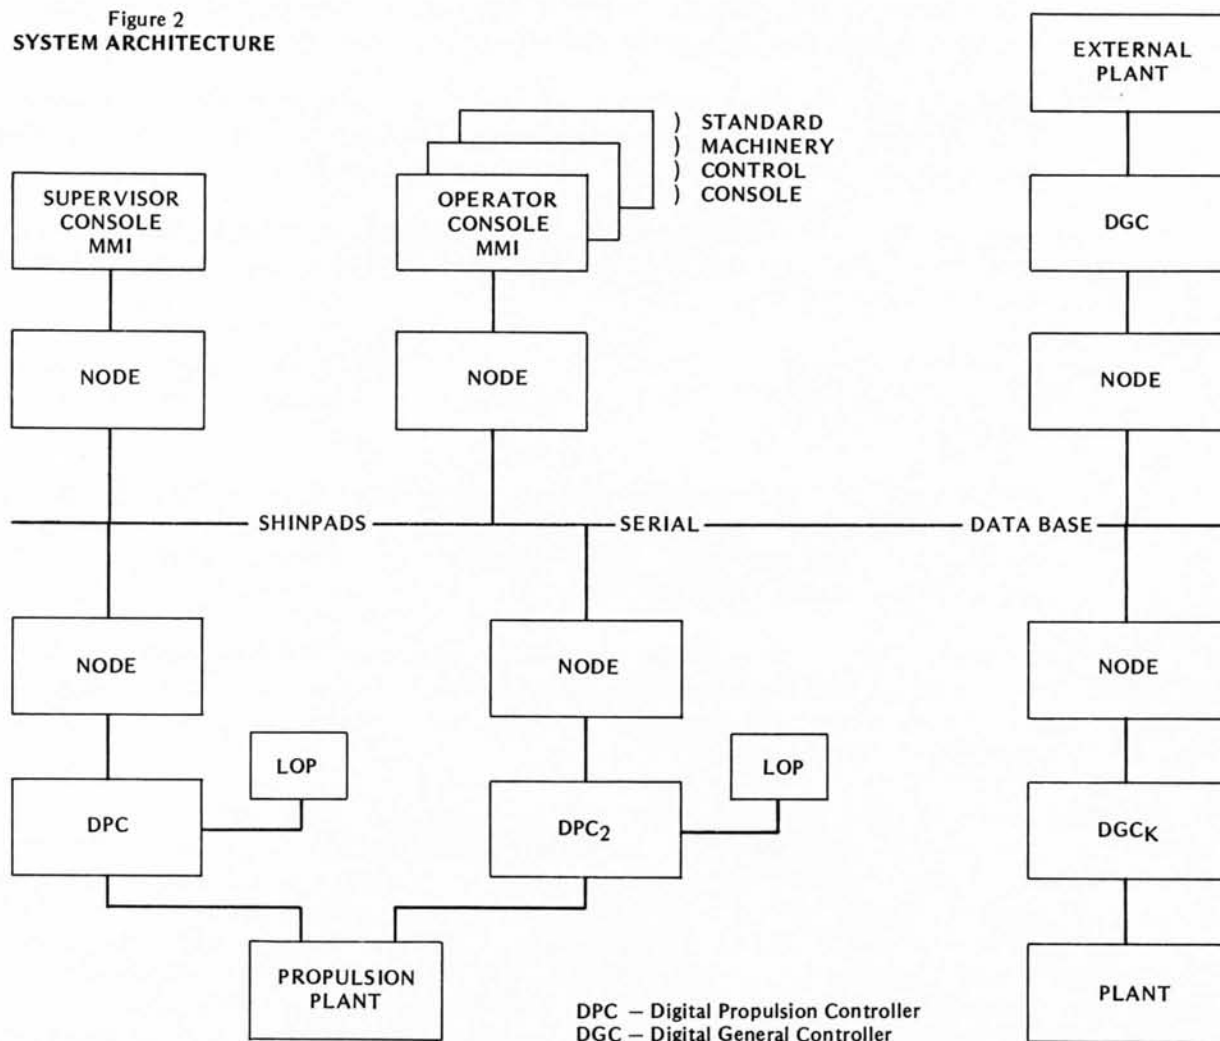 Figure 2
SYSTEM ARCHITECTURE
EXTERNAL
PLANT
) STANDARD
) MACHINERY
) CONTROL
) CONSOLE
SUPERVISOR
CONSOLE
MMI
OPERATOR
CONSOLE
MMI
DGC
NODE
NODE
NODE
SHINPADS SERIAL DATA BASE
NODE
NODE
NODE
LOP
LOP
DPC
DPC2
DGCK
PROPULSION
PLANT
PLANT
DPC – Digital Propulsion Controller
DGC – Digital General Controller